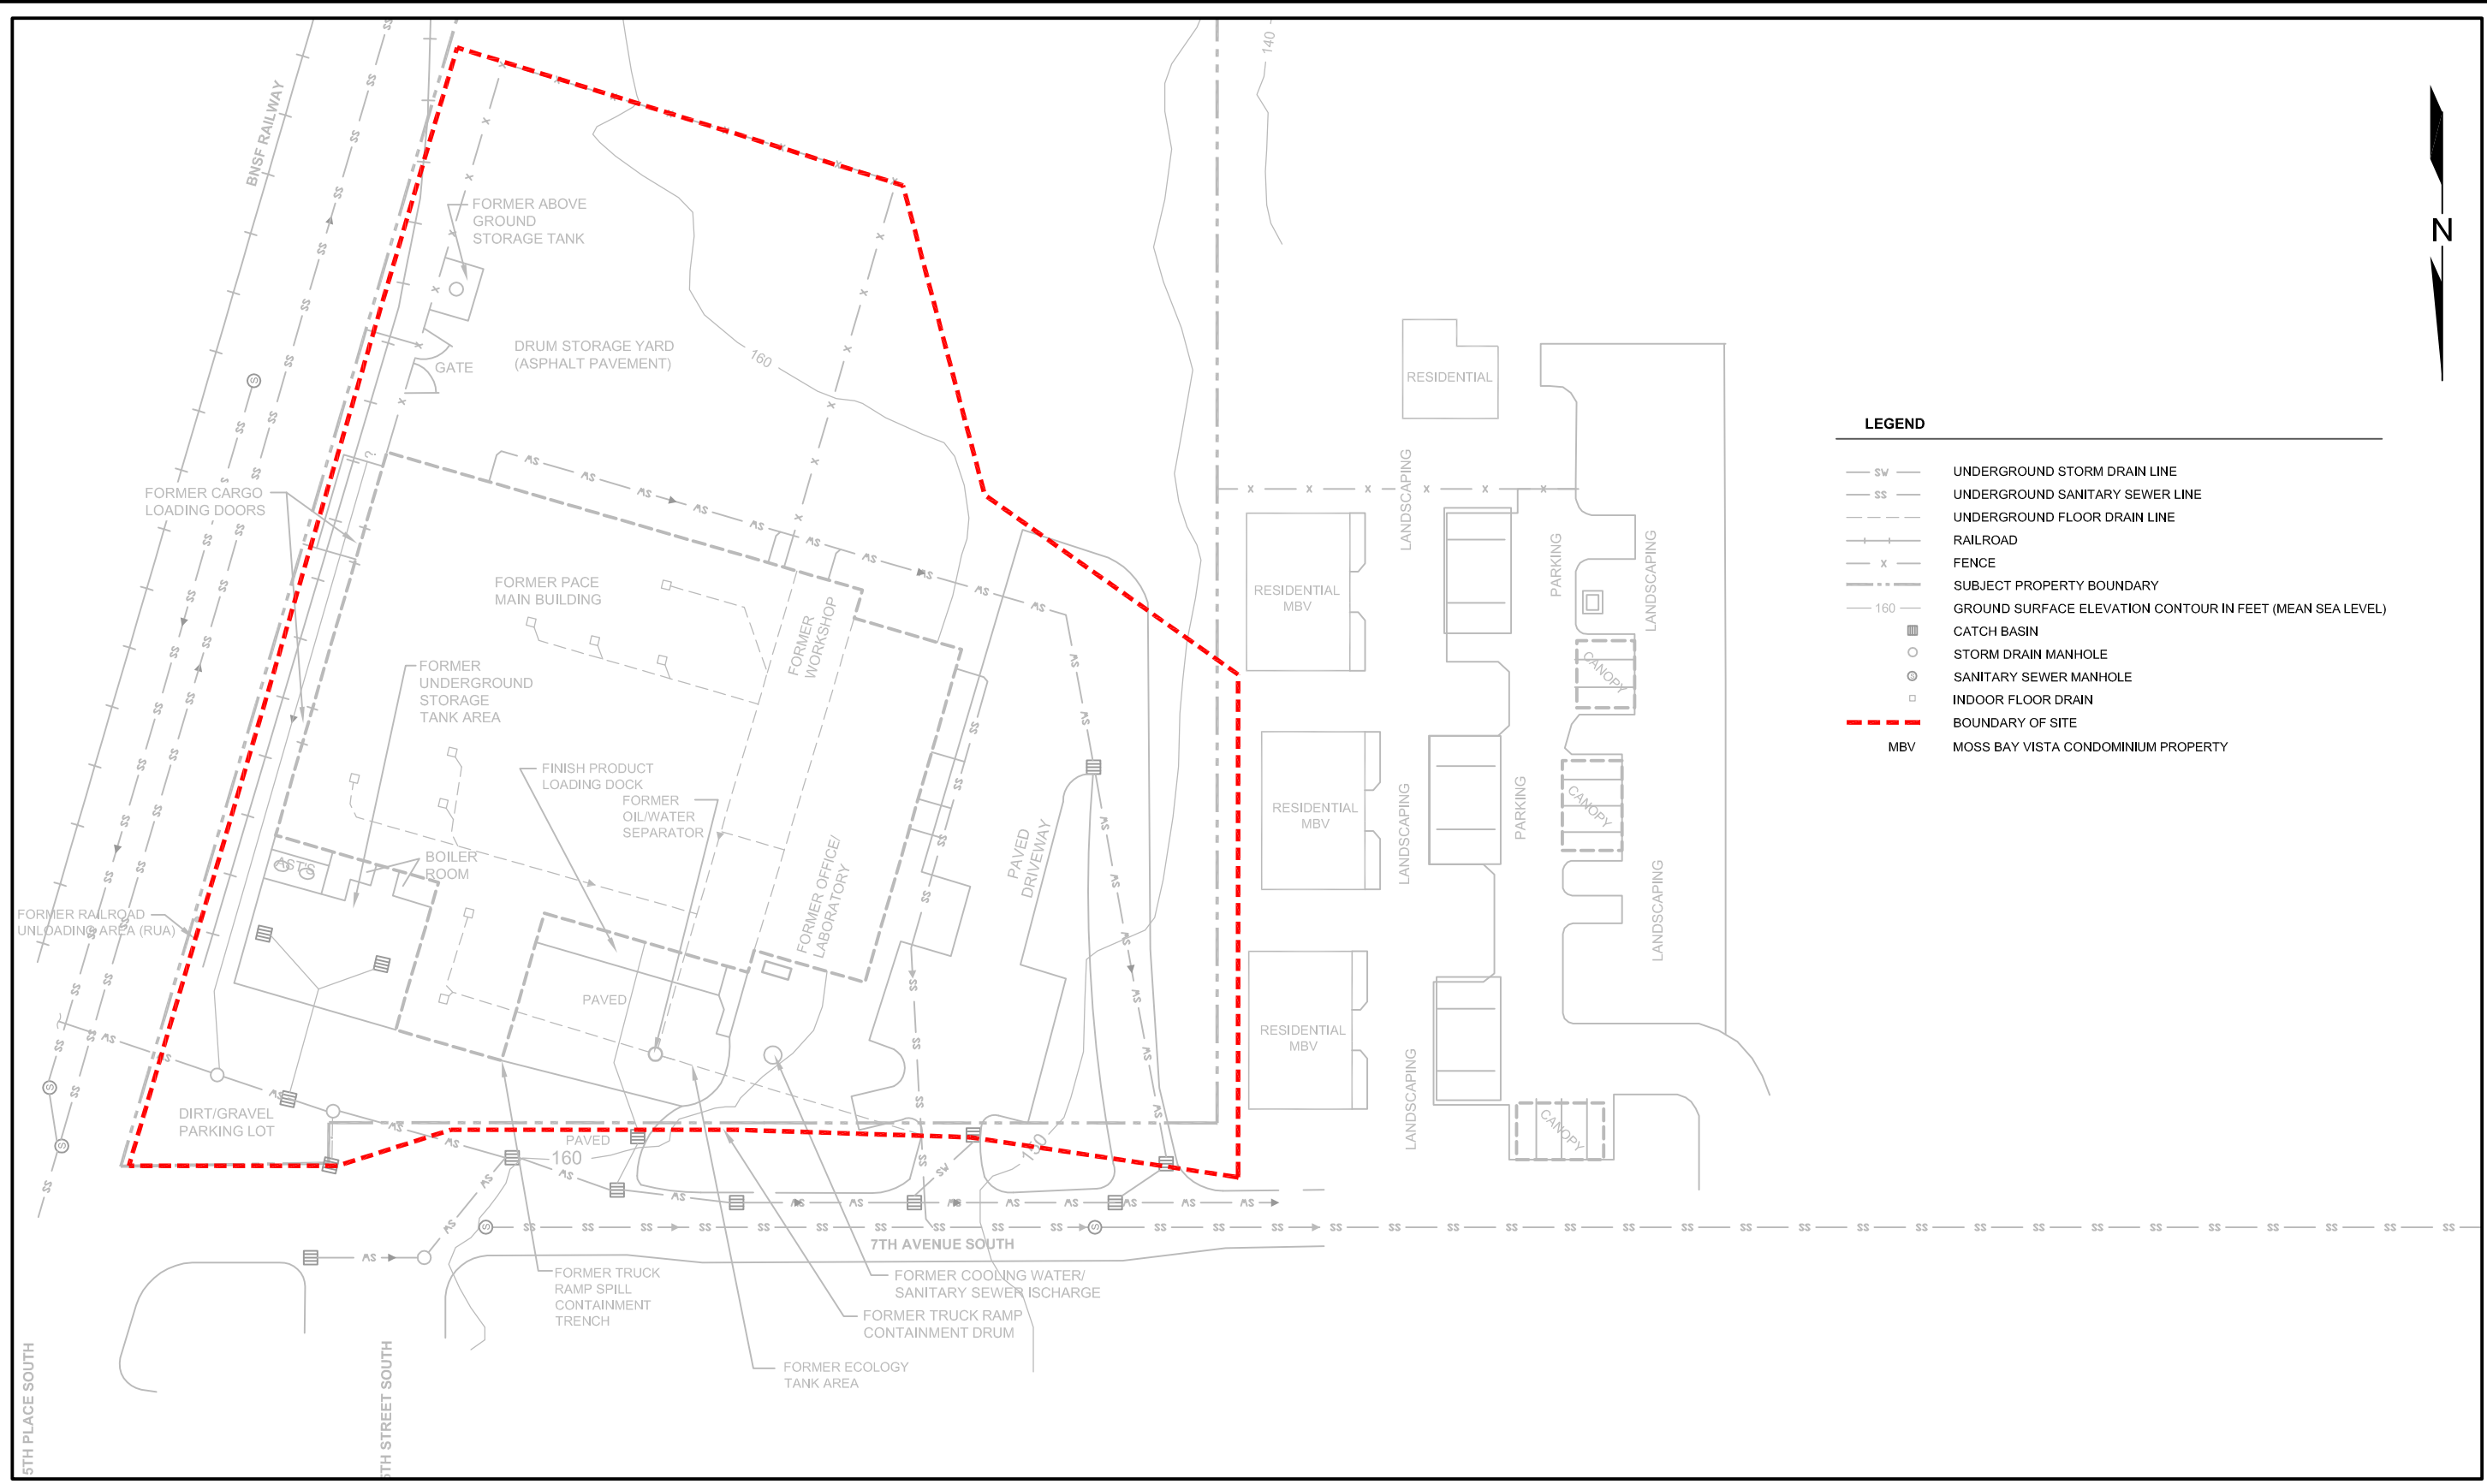 140
BNSF RAILWAY
N
FORMER ABOVE
GROUND
STORAGE TANK
DRUM STORAGE YARD
(ASPHALT PAVEMENT)
GATE
160
RESIDENTIAL
LEGEND
SW UNDERGROUND STORM DRAIN LINE
SS UNDERGROUND SANITARY SEWER LINE
UNDERGROUND FLOOR DRAIN LINE
RAILROAD
X FENCE
SUBJECT PROPERTY BOUNDARY
160 GROUND SURFACE ELEVATION CONTOUR IN FEET (MEAN SEA LEVEL)
CATCH BASIN
STORM DRAIN MANHOLE
S SANITARY SEWER MANHOLE
INDOOR FLOOR DRAIN
BOUNDARY OF SITE
MBV MOSS BAY VISTA CONDOMINIUM PROPERTY
?
FORMER CARGO
LOADING DOORS
LANDSCAPING
PARKING
LANDSCAPING
FORMER PACE
MAIN BUILDING
FORMER
WORKSHOP
RESIDENTIAL
MBV
CANOPY
FORMER
UNDERGROUND
STORAGE
TANK AREA
FINISH PRODUCT
LOADING DOCK
FORMER
OIL/WATER
SEPARATOR
RESIDENTIAL
MBV
LANDSCAPING
PARKING
CANOPY
PAVED
DRIVEWAY
AST'S
BOILER
ROOM
FORMER OFFICE/
LABORATORY
LANDSCAPING
FORMER RAILROAD
UNLOADING AREA (RUA)
PAVED
RESIDENTIAL
MBV
LANDSCAPING
CANOPY
DIRT/GRAVEL
PARKING LOT
PAVED
160
150
7TH AVENUE SOUTH
FORMER TRUCK
RAMP SPILL
CONTAINMENT
TRENCH
FORMER COOLING WATER/
SANITARY SEWER ISCHARGE
FORMER TRUCK RAMP
CONTAINMENT DRUM
FORMER ECOLOGY
TANK AREA
5TH PLACE SOUTH
5TH STREET SOUTH